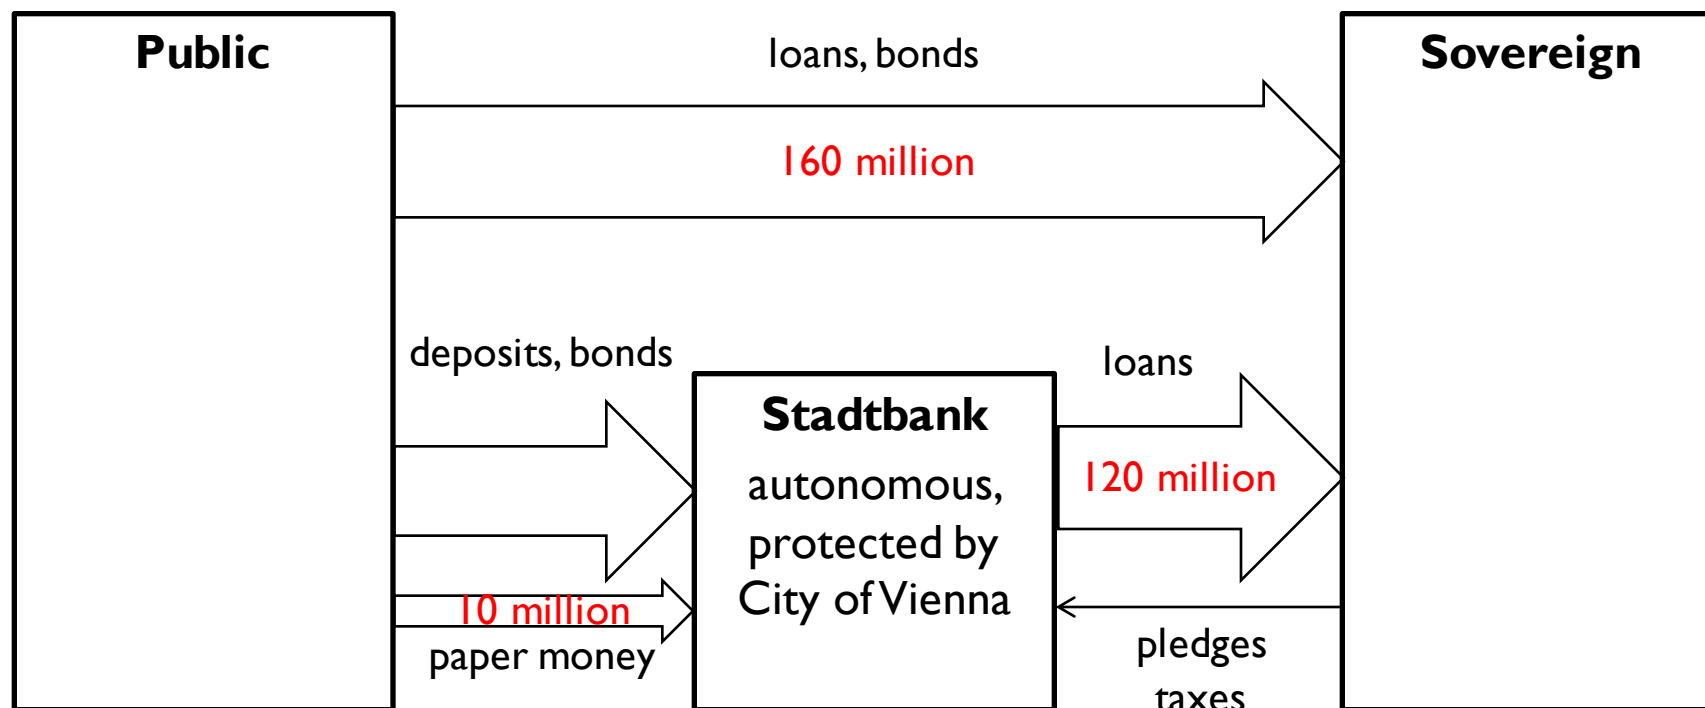 Public
loans, bonds
Sovereign
160 million
deposits, bonds
loans
Stadtbank
autonomous,
protected by
City of Vienna
120 million
10 million
paper money
pledges
taxes